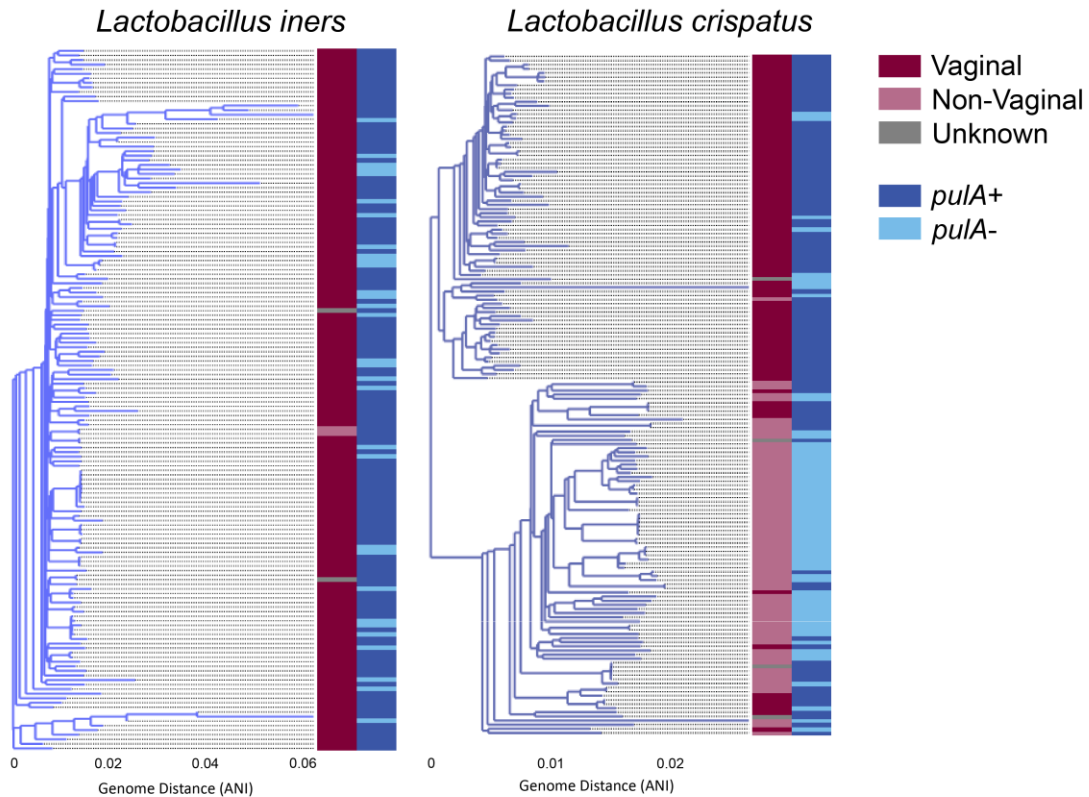 Lactobacillus iners
Lactobacillus crispatus
Vaginal
Non-Vaginal
Unknown
pulA+
pulA-
0 0.02 0.04 0.06
Genome Distance (ANI)
0 0.01 0.02
Genome Distance (ANI)